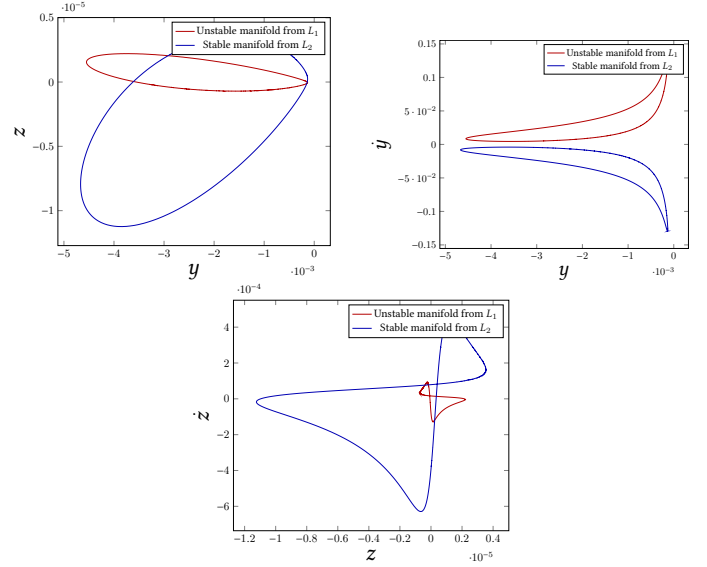 ·10⁻⁵
Unstable manifold from L₁
Stable manifold from L₂
0.5
0
−0.5
−1
z
−5
−4
−3
−2
−1
0
y
·10⁻³
Unstable manifold from L₁
Stable manifold from L₂
0.15
0.1
5 · 10⁻²
0
−5 · 10⁻²
−0.1
−0.15
ẏ
−5
−4
−3
−2
−1
0
y
·10⁻³
·10⁻⁴
Unstable manifold from L₁
Stable manifold from L₂
4
2
0
−2
−4
−6
ż
−1.2
−1
−0.8
−0.6
−0.4
−0.2
0
0.2
0.4
z
·10⁻⁵